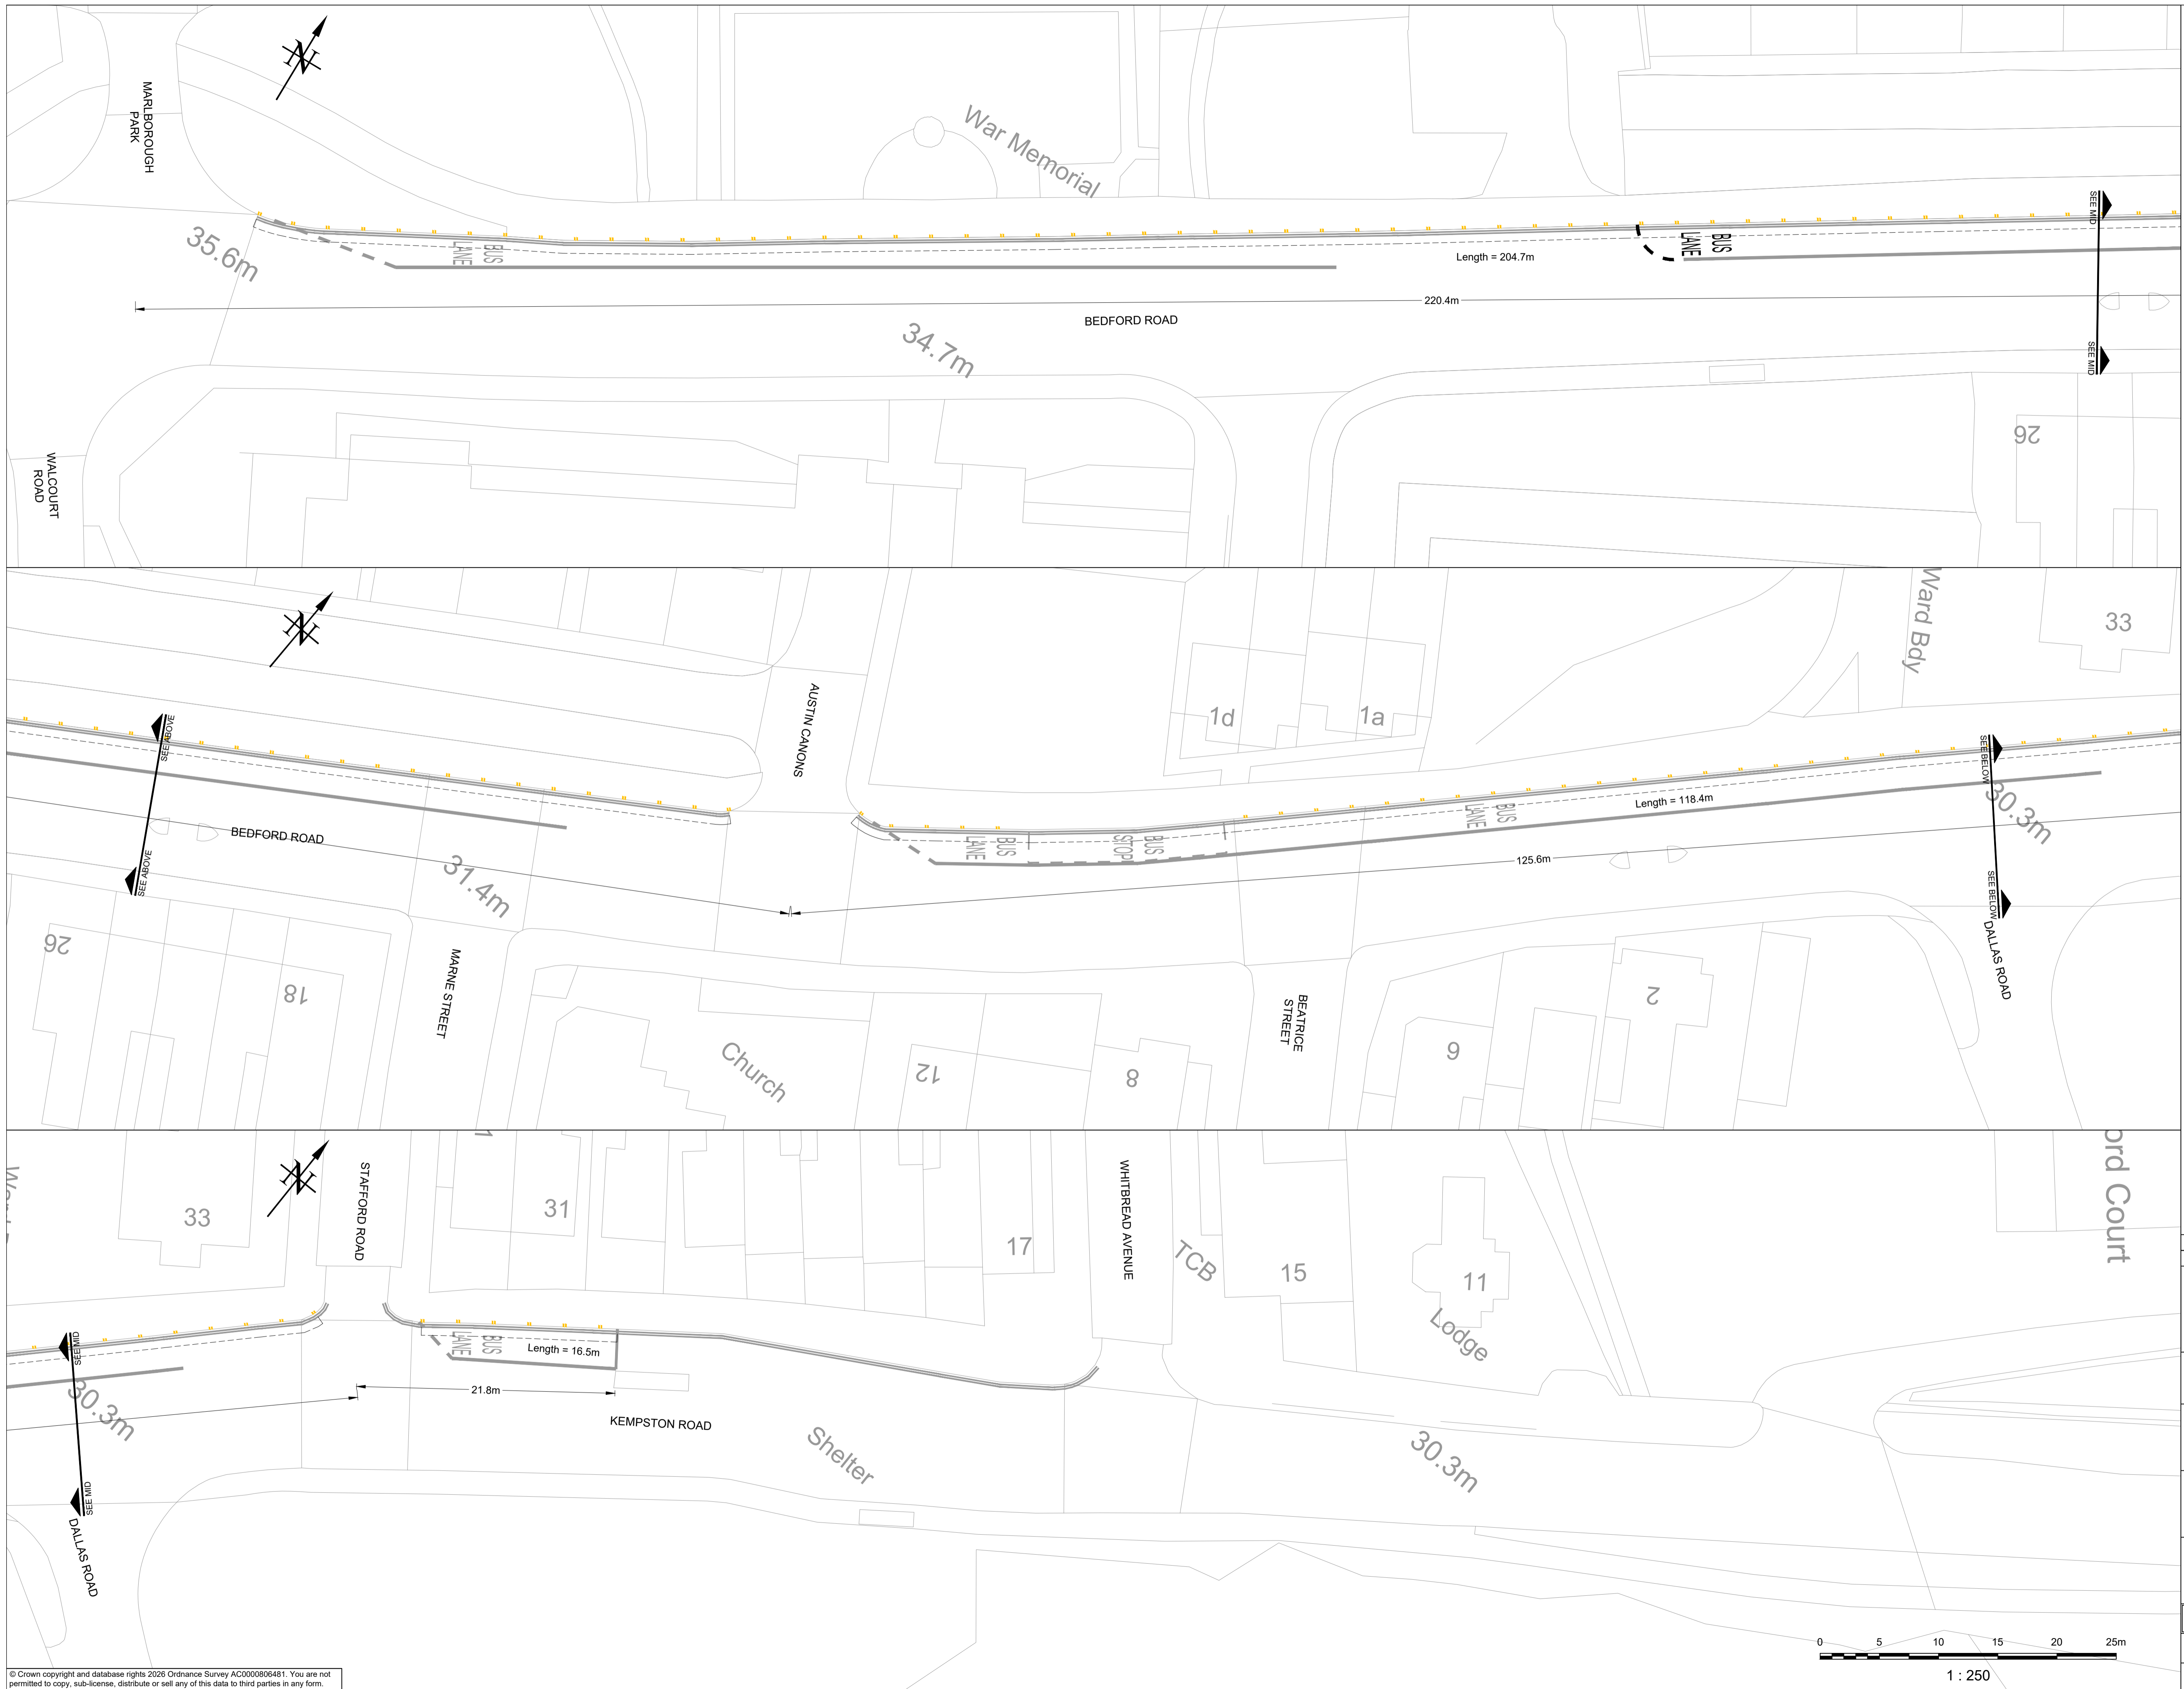 N
MARLBOROUGH
PARK
War Memorial
35.6m
BUS
LANE
BUS
LANE
Length = 204.7m
SEE MID
220.4m
BEDFORD ROAD
34.7m
SEE MID
26
WALCOURT
ROAD
N
Ward Bdy
33
AUSTIN CANONS
1d
1a
SEE ABOVE
SEE BELOW
30.3m
Length = 118.4m
BUS
LANE
BUS
LANE
BUS
STOP
BEDFORD ROAD
125.6m
31.4m
SEE ABOVE
SEE BELOW
DALLAS ROAD
26
18
MARNE STREET
BEATRICE
STREET
2
Church
12
8
6
N
STAFFORD ROAD
33
31
17
WHITBREAD AVENUE
TCB
15
11
Lodge
ord Court
SEE MID
BUS
LANE
Length = 16.5m
30.3m
21.8m
KEMPSTON ROAD
Shelter
30.3m
SEE MID
DALLAS ROAD
0 5 10 15 20 25m
1 : 250
© Crown copyright and database rights 2026 Ordnance Survey AC0000806481. You are not
permitted to copy, sub-license, distribute or sell any of this data to third parties in any form.